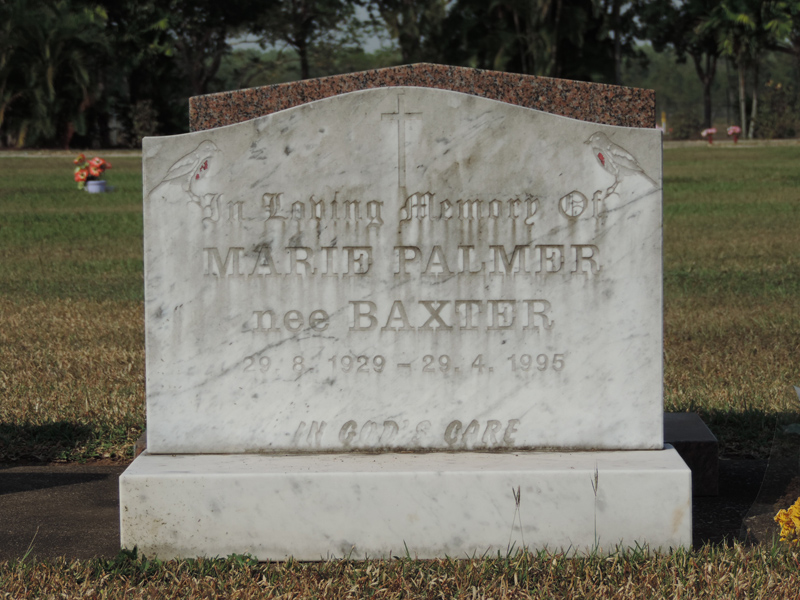 In Loving Memory Of
MARIE PALMER
nee BAXTER
29. 8. 1929 - 29. 4. 1995
IN GOD'S CARE